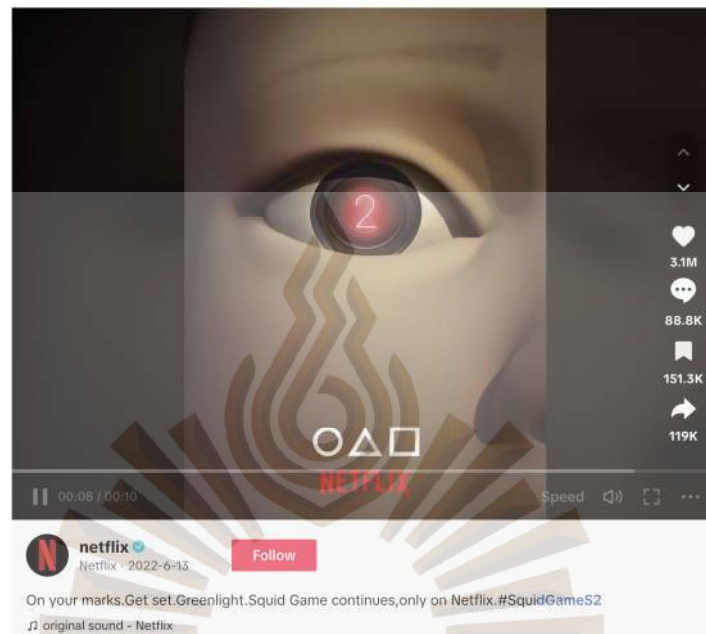 2
3.1M
88.8K
151.3K
119K
NETFLIX
00:08 / 00:10
Speed
netflix
Netflix · 2022-6-13
Follow
On your marks.Get set.Greenlight.Squid Game continues,only on Netflix.#SquidGameS2
original sound - Netflix